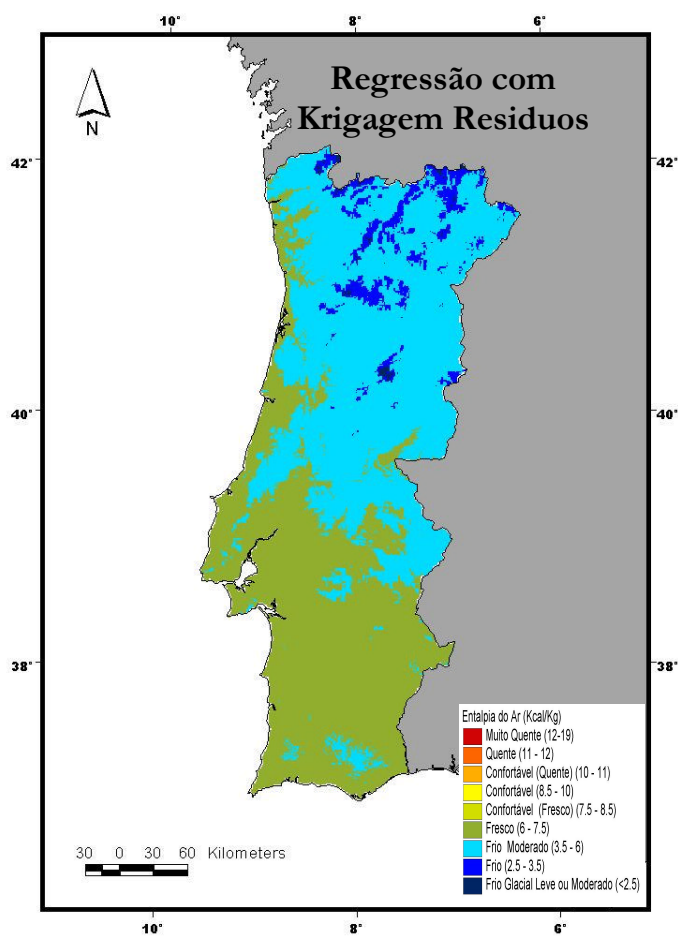 10° 8° 6°
Regressão com
Krigagem Residuos
N
42° 42°
40° 40°
38° 38°
Entalpia do Ar (Kcal/Kg)
Muito Quente (12-19)
Quente (11 - 12)
Confortável (Quente) (10 - 11)
Confortável (8.5 - 10)
Confortável (Fresco) (7.5 - 8.5)
Fresco (6 - 7.5)
Frio Moderado (3.5 - 6)
Frio (2.5 - 3.5)
Frio Glacial Leve ou Moderado (<2.5)
30 0 30 60 Kilometers
10° 8° 6°